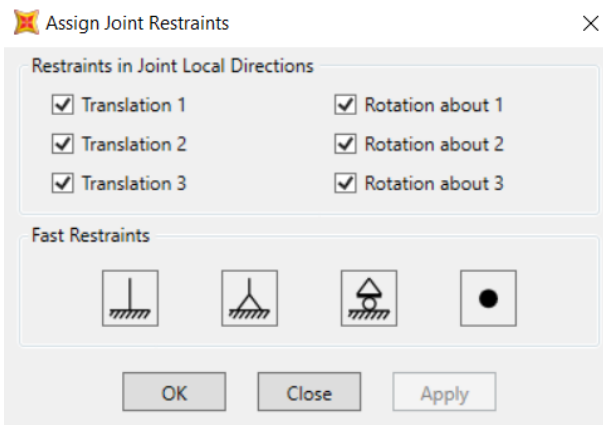 Assign Joint Restraints
Restraints in Joint Local Directions
Translation 1
Rotation about 1
Translation 2
Rotation about 2
Translation 3
Rotation about 3
Fast Restraints
OK
Close
Apply